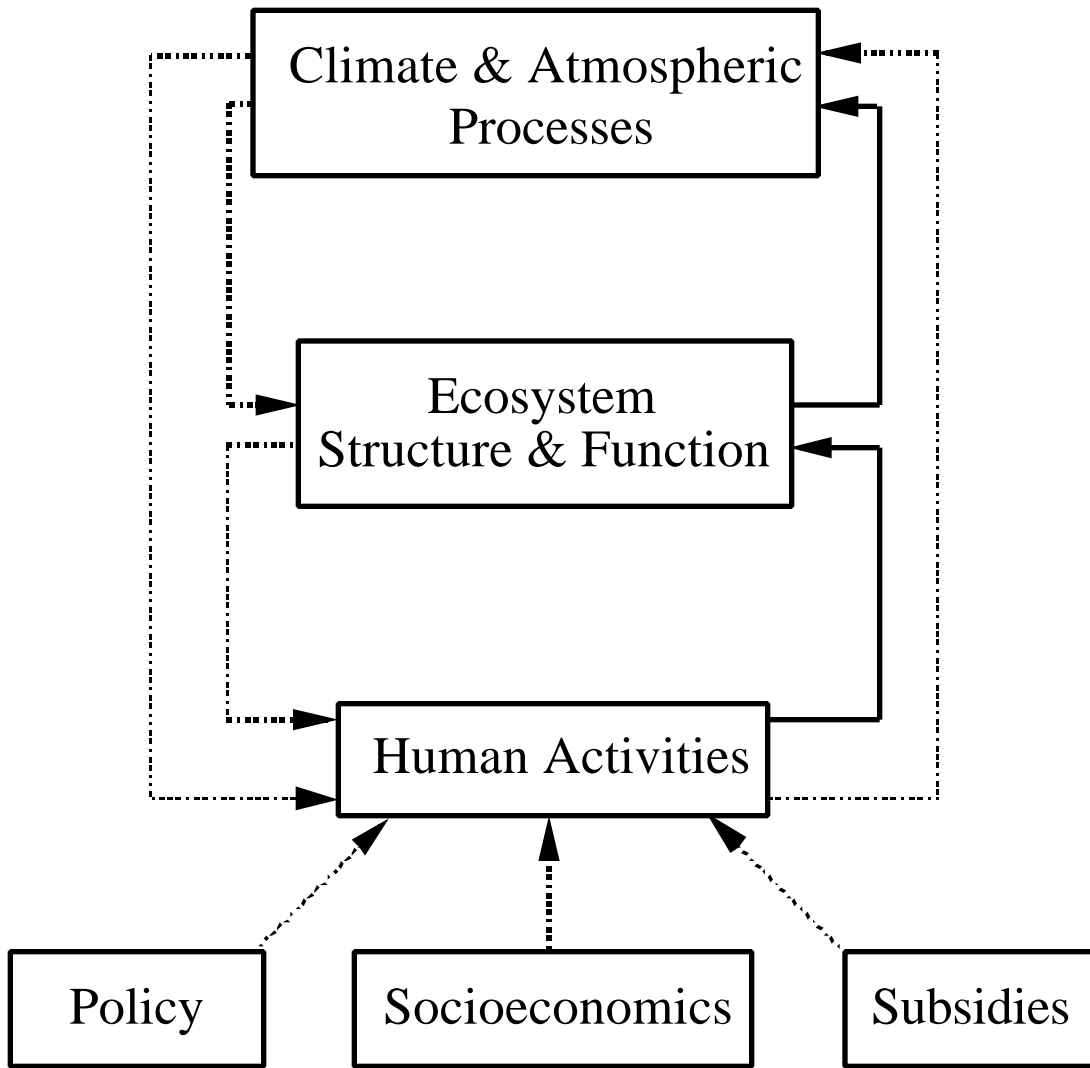 Climate & Atmospheric
Processes
Ecosystem
Structure & Function
Human Activities
Policy
Socioeconomics
Subsidies